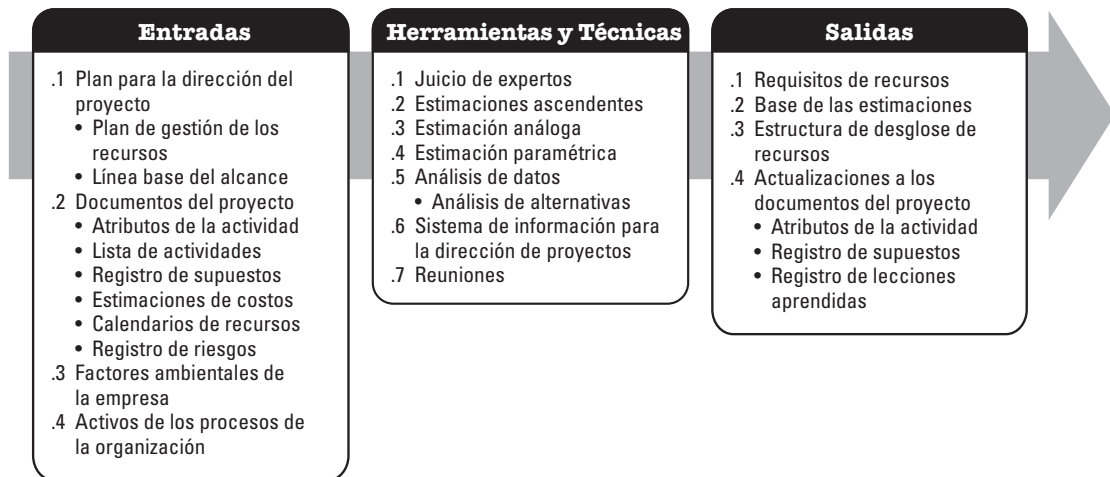 Entradas
.1 Plan para la dirección del
proyecto
• Plan de gestión de los
recursos
• Línea base del alcance
.2 Documentos del proyecto
• Atributos de la actividad
• Lista de actividades
• Registro de supuestos
• Estimaciones de costos
• Calendarios de recursos
• Registro de riesgos
.3 Factores ambientales de
la empresa
.4 Activos de los procesos de
la organización
Herramientas y Técnicas
.1 Juicio de expertos
.2 Estimaciones ascendentes
.3 Estimación análoga
.4 Estimación paramétrica
.5 Análisis de datos
• Análisis de alternativas
.6 Sistema de información para
la dirección de proyectos
.7 Reuniones
Salidas
.1 Requisitos de recursos
.2 Base de las estimaciones
.3 Estructura de desglose de
recursos
.4 Actualizaciones a los
documentos del proyecto
• Atributos de la actividad
• Registro de supuestos
• Registro de lecciones
aprendidas